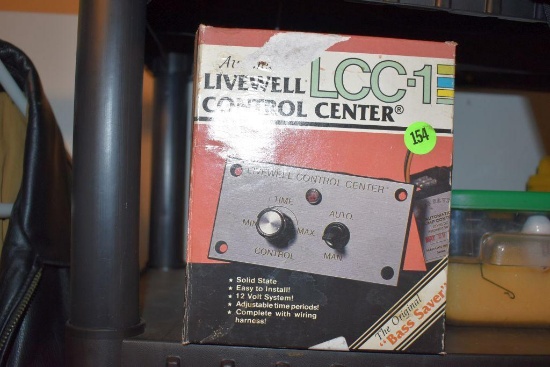 LIVEWELL LCC-1
CONTROL CENTER®
154
LIVEWELL CONTROL CENTER
TIME
AUTO.
MIN
MAX.
CONTROL
MAN
★ Solid State
★ Easy to Install!
★ 12 Volt System!
★ Adjustable time periods!
★ Complete with wiring
harness!
The Original
"Bass Saver"